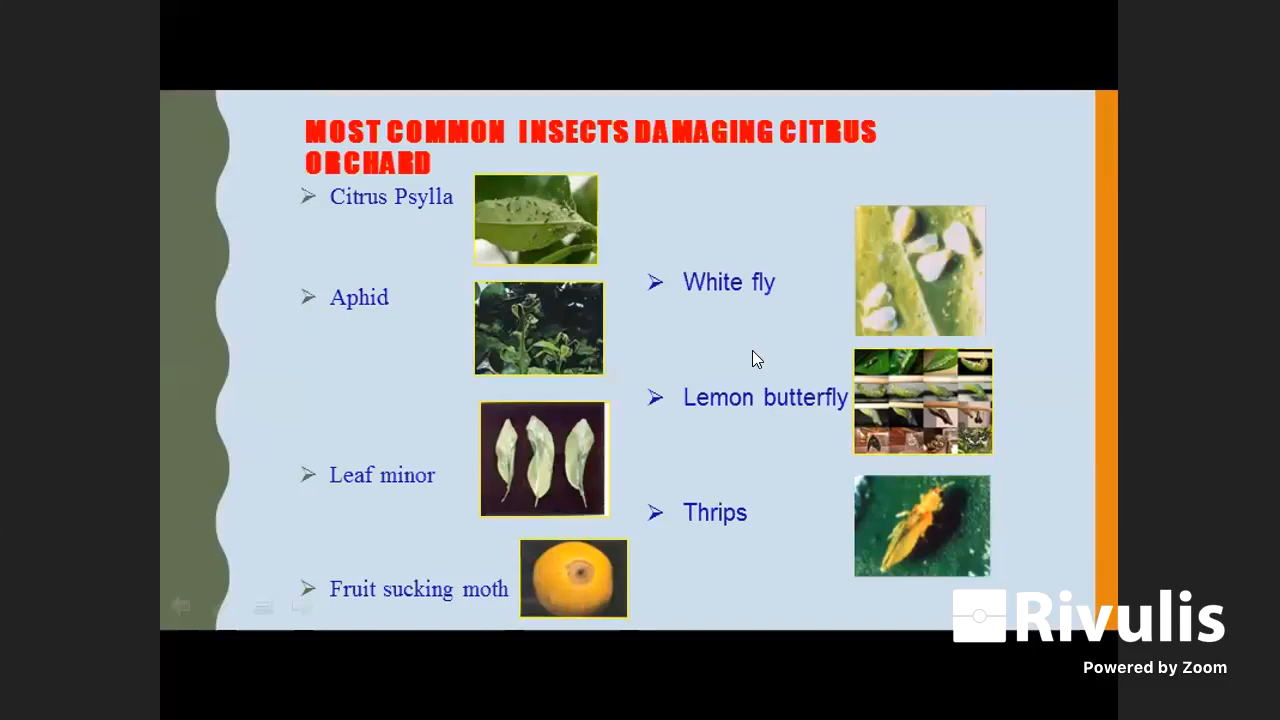 MOST COMMON INSECTS DAMAGING CITRUS
ORCHARD
Citrus Psylla
Aphid
Leaf minor
Fruit sucking moth
White fly
Lemon butterfly
Thrips
Rivulis
Powered by Zoom